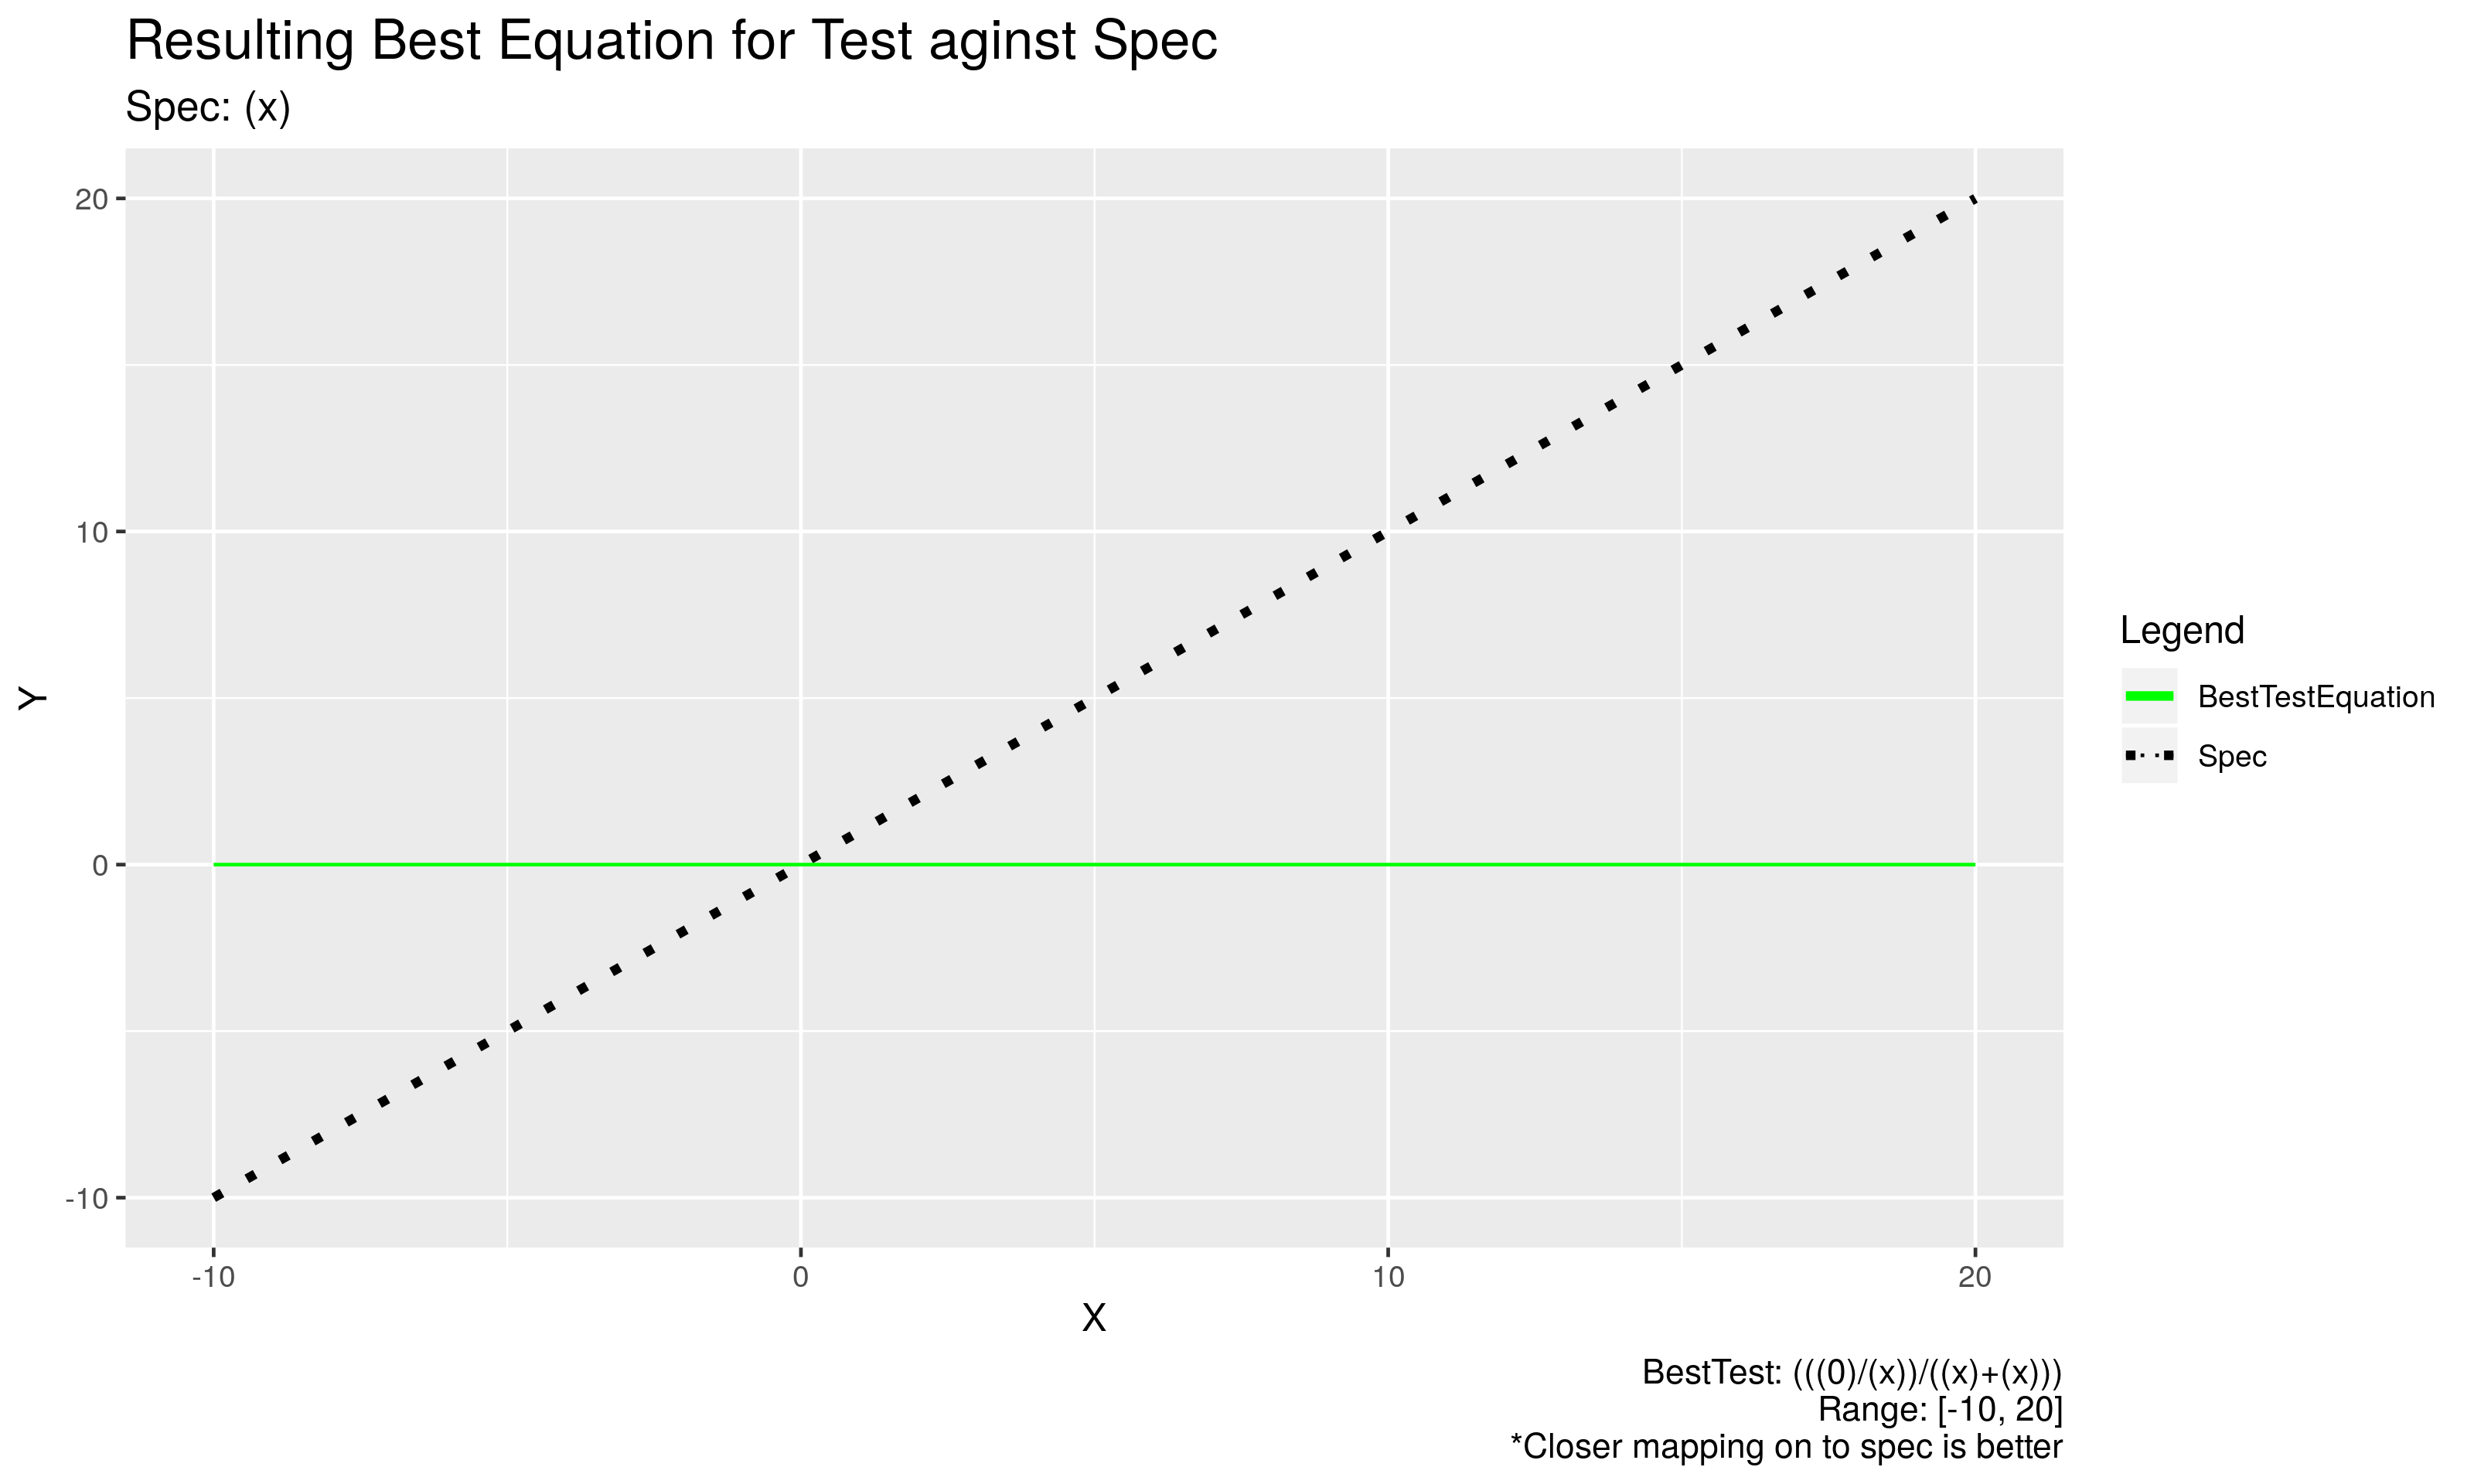 Resulting Best Equation for Test aginst Spec
Spec: (x)
20
10
0
-10
Y
-10
0
10
20
X
Legend
BestTestEquation
Spec
BestTest: (((0)/(x))/((x)+(x)))
Range: [-10, 20]
*Closer mapping on to spec is better